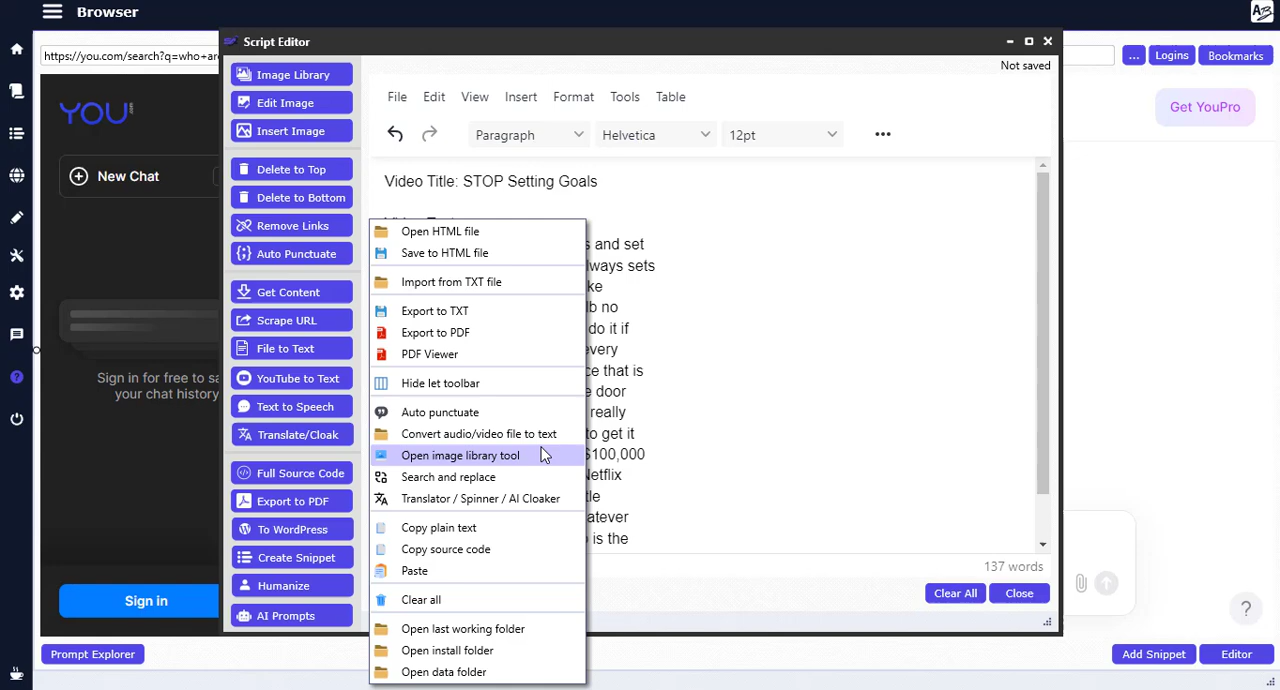 Browser
AB
https://you.com/search?q=who+are
... Logins Bookmarks
YOU.com
Get YouPro
New Chat
Sign in for free to sa
your chat history
Sign in
Prompt Explorer
Add Snippet Editor
Script Editor
Not saved
Image Library
Edit Image
Insert Image
Delete to Top
Delete to Bottom
Remove Links
Auto Punctuate
Get Content
Scrape URL
File to Text
YouTube to Text
Text to Speech
Translate/Cloak
Full Source Code
Export to PDF
To WordPress
Create Snippet
Humanize
AI Prompts
File Edit View Insert Format Tools Table
Paragraph Helvetica 12pt
Video Title: STOP Setting Goals
s and set
lways sets
ke
lb no
do it if
every
ce that is
e door
really
to get it
$100,000
Netflix
tle
atever
o is the
137 words
Clear All Close
Open HTML file
Save to HTML file
Import from TXT file
Export to TXT
Export to PDF
PDF Viewer
Hide let toolbar
Auto punctuate
Convert audio/video file to text
Open image library tool
Search and replace
Translator / Spinner / AI Cloaker
Copy plain text
Copy source code
Paste
Clear all
Open last working folder
Open install folder
Open data folder